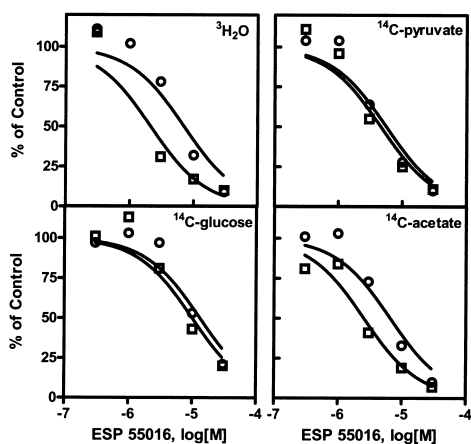 ³H₂O
¹⁴C-pyruvate
% of Control
100
75
50
25
0
¹⁴C-glucose
¹⁴C-acetate
% of Control
100
75
50
25
0
-7 -6 -5 -4 -7 -6 -5 -4
ESP 55016, log[M] ESP 55016, log[M]